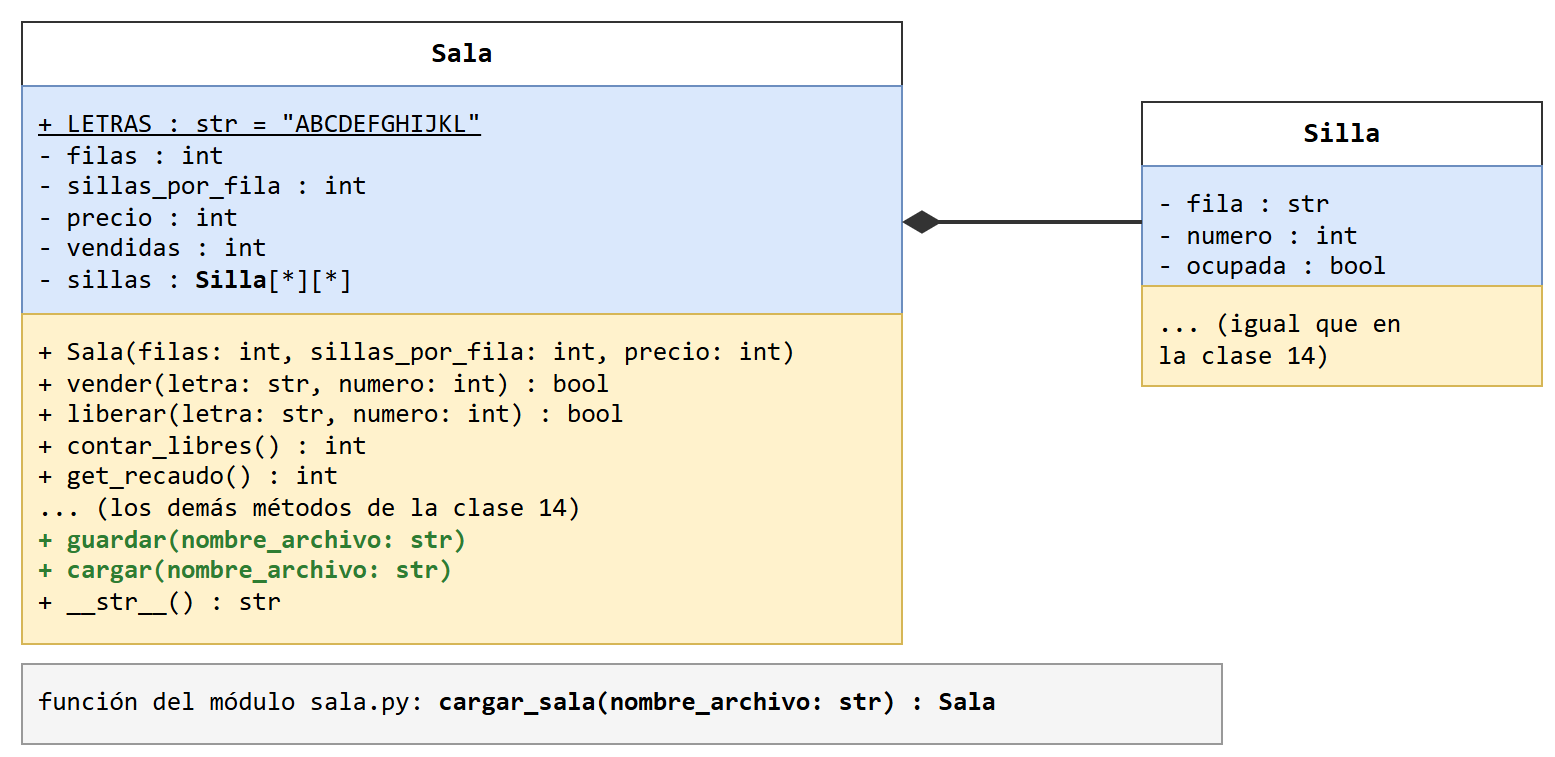 Sala
+ LETRAS : str = "ABCDEFGHIJKL"
- filas : int
- sillas_por_fila : int
- precio : int
- vendidas : int
- sillas : Silla[*][*]
+ Sala(filas: int, sillas_por_fila: int, precio: int)
+ vender(letra: str, numero: int) : bool
+ liberar(letra: str, numero: int) : bool
+ contar_libres() : int
+ get_recaudo() : int
... (los demás métodos de la clase 14)
+ guardar(nombre_archivo: str)
+ cargar(nombre_archivo: str)
+ __str__() : str
Silla
- fila : str
- numero : int
- ocupada : bool
... (igual que en
la clase 14)
función del módulo sala.py: cargar_sala(nombre_archivo: str) : Sala